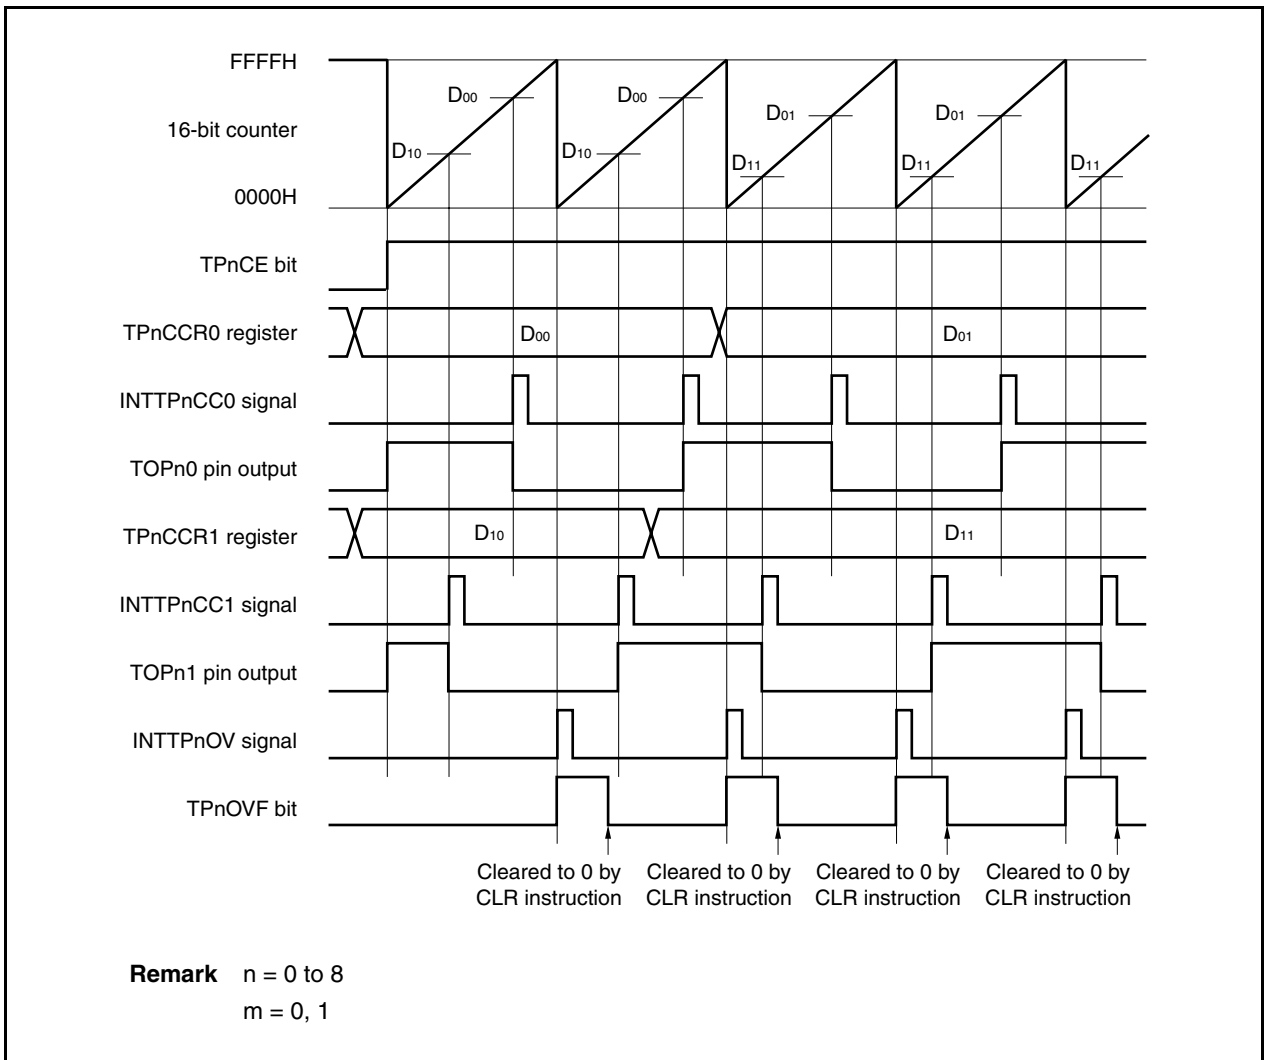 FFFFH
D00
D00
D01
D01
16-bit counter
D10
D10
D11
D11
D11
0000H
TPnCE bit
TPnCCR0 register
D00
D01
INTTPnCC0 signal
TOPn0 pin output
TPnCCR1 register
D10
D11
INTTPnCC1 signal
TOPn1 pin output
INTTPnOV signal
TPnOVF bit
Cleared to 0 by
CLR instruction
Cleared to 0 by
CLR instruction
Cleared to 0 by
CLR instruction
Cleared to 0 by
CLR instruction
Remark n = 0 to 8
m = 0, 1